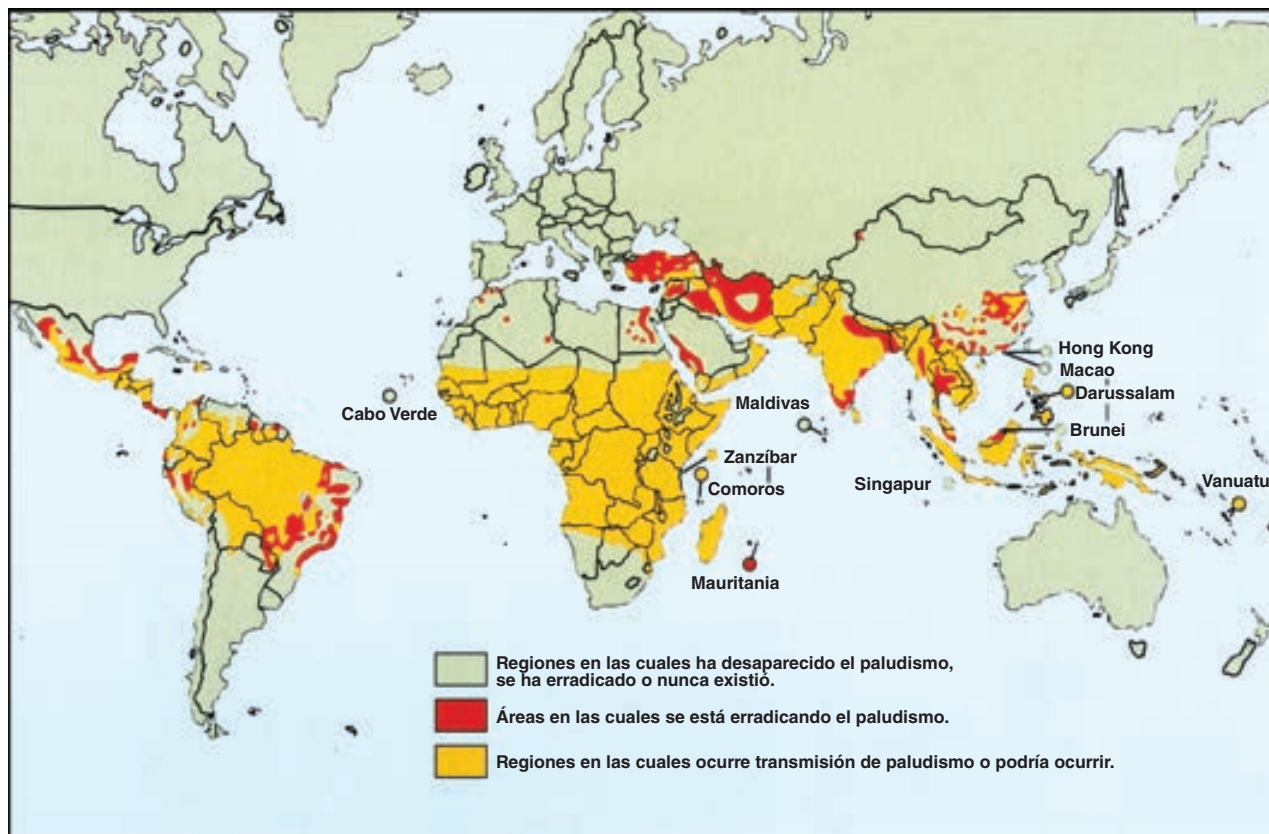 Hong Kong
Macao
Darussalam
Maldivas
Cabo Verde
Brunei
Zanzíbar
Singapur
Comoros
Vanuatu
Mauritania
Regiones en las cuales ha desaparecido el paludismo,
se ha erradicado o nunca existió.
Áreas en las cuales se está erradicando el paludismo.
Regiones en las cuales ocurre transmisión de paludismo o podría ocurrir.